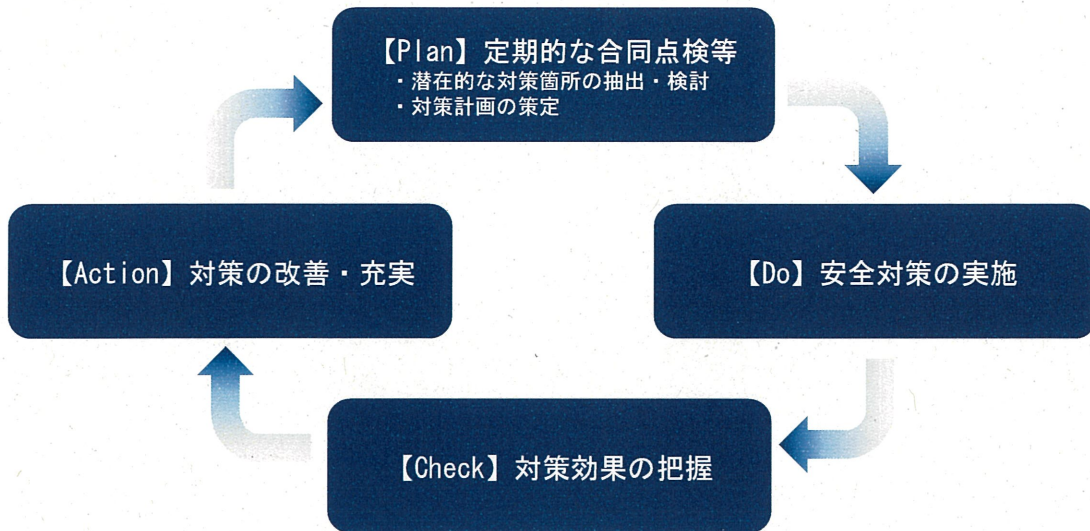 【Plan】定期的な合同点検等
・潜在的な対策箇所の抽出・検討
・対策計画の策定
【Do】安全対策の実施
【Check】対策効果の把握
【Action】対策の改善・充実